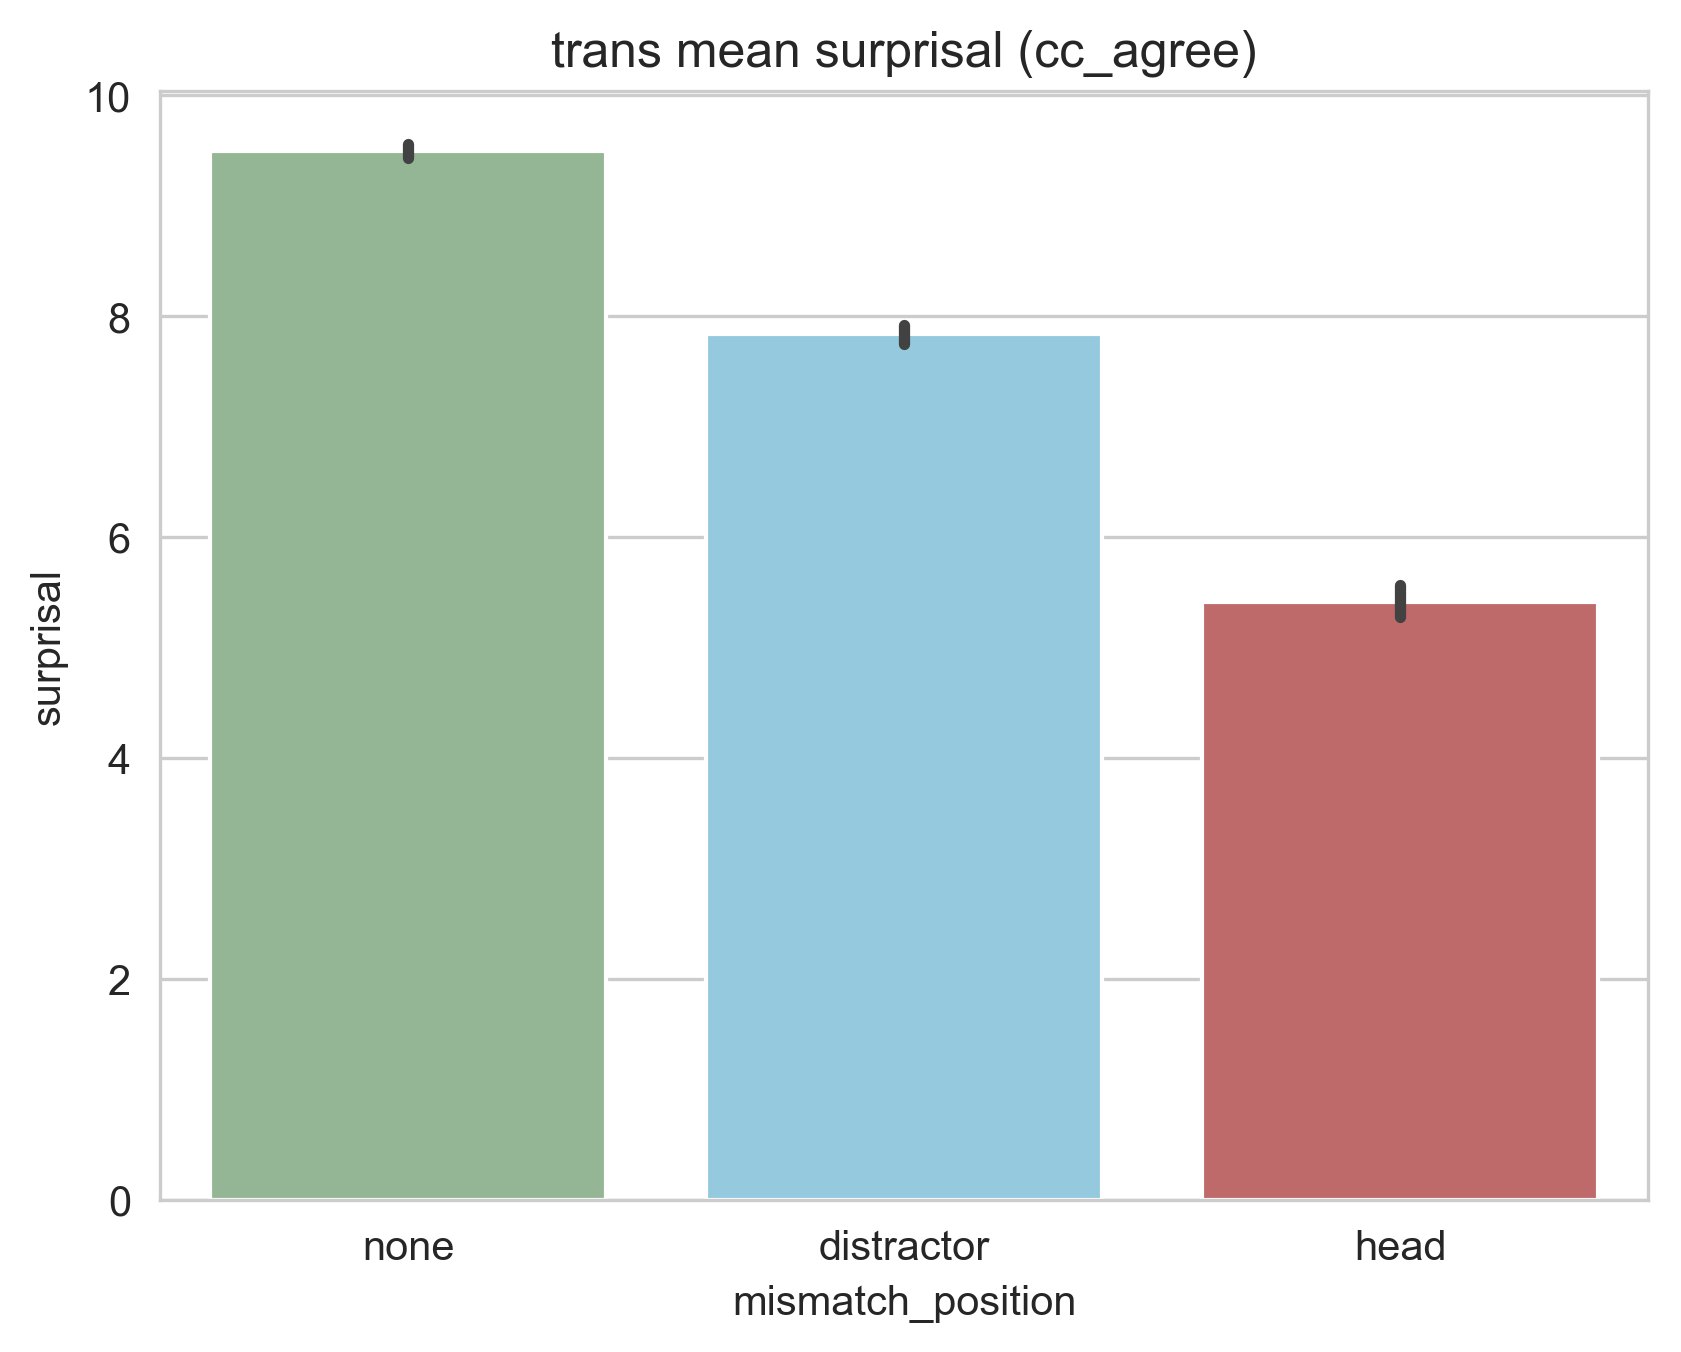 trans mean surprisal (cc_agree)
10
8
6
4
2
0
surprisal
none distractor head
mismatch_position